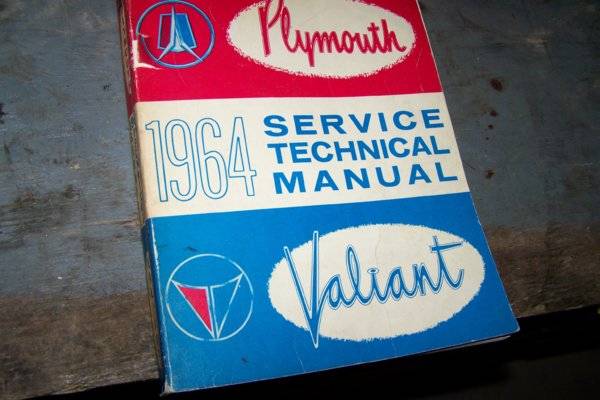 Plymouth
1964
SERVICE
TECHNICAL
MANUAL
Valiant